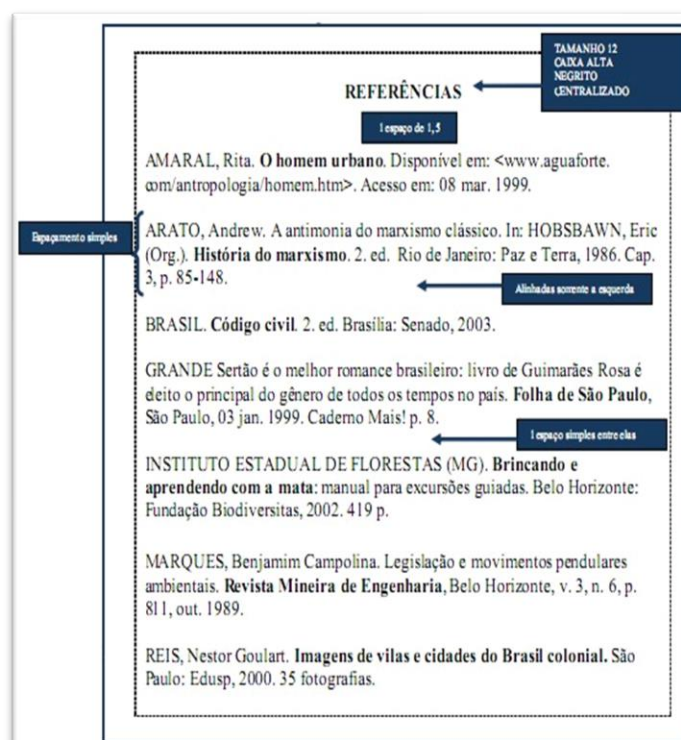 TAMANHO 12
CAIXA ALTA
NEGRITO
CENTRALIZADO
REFERÊNCIAS
1 espaço de 1,5
AMARAL, Rita. O homem urbano. Disponível em: <www.aguaforte.
com/antropologia/homem.htm>. Acesso em: 08 mar. 1999.
Espaçamento simples
ARATO, Andrew. A antimonia do marxismo clássico. In: HOBSBAWN, Eric
(Org.). História do marxismo. 2. ed. Rio de Janeiro: Paz e Terra, 1986. Cap.
3, p. 85-148.
Alinhadas somente a esquerda
BRASIL. Código civil. 2. ed. Brasília: Senado, 2003.
GRANDE Sertão é o melhor romance brasileiro: livro de Guimarães Rosa é
eleito o principal do gênero de todos os tempos no país. Folha de São Paulo,
São Paulo, 03 jan. 1999. Caderno Mais! p. 8.
1 espaço simples entre elas
INSTITUTO ESTADUAL DE FLORESTAS (MG). Brincando e
aprendendo com a mata: manual para excursões guiadas. Belo Horizonte:
Fundação Biodiversitas, 2002. 419 p.
MARQUES, Benjamim Campolina. Legislação e movimentos pendulares
ambientais. Revista Mineira de Engenharia, Belo Horizonte, v. 3, n. 6, p.
811, out. 1989.
REIS, Nestor Goulart. Imagens de vilas e cidades do Brasil colonial. São
Paulo: Edusp, 2000. 35 fotografias.